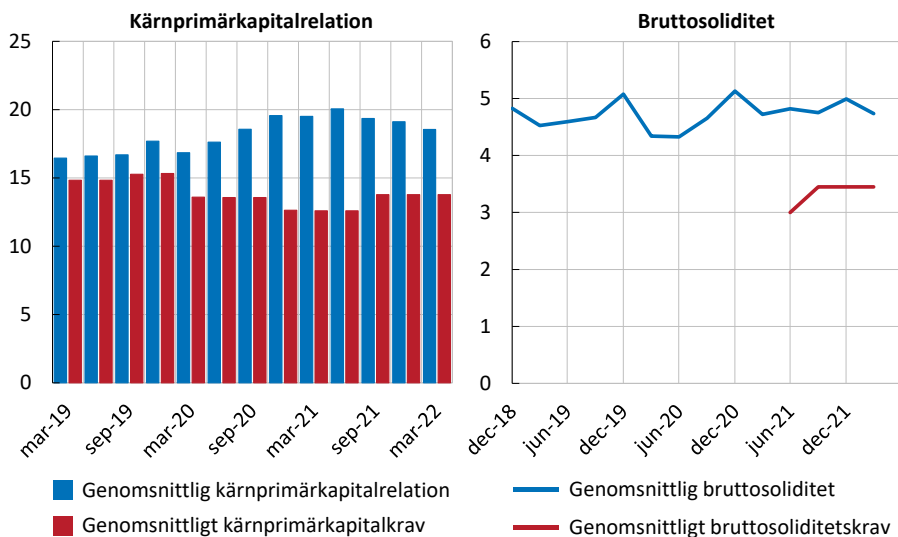 Kärnprimärkapitalrelation
25
20
15
10
5
0
mar-19
sep-19
mar-20
sep-20
mar-21
sep-21
mar-22
Genomsnittlig kärnprimärkapitalrelation
Genomsnittligt kärnprimärkapitalkrav
Bruttosoliditet
6
5
4
3
2
1
0
dec-18
jun-19
dec-19
jun-20
dec-20
jun-21
dec-21
Genomsnittlig bruttosoliditet
Genomsnittligt bruttosoliditetskrav